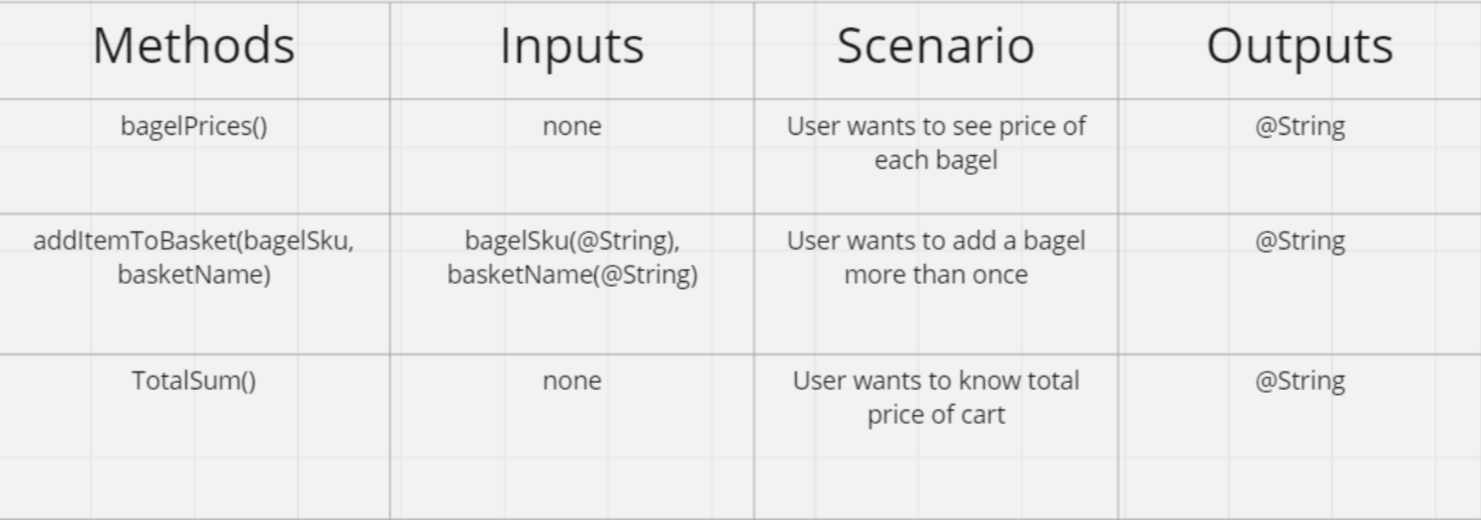 Methods Inputs Scenario Outputs
bagelPrices() none User wants to see price of @String
each bagel
addItemToBasket(bagelSku, bagelSku(@String), User wants to add a bagel @String
basketName) basketName(@String) more than once
TotalSum() none User wants to know total @String
price of cart